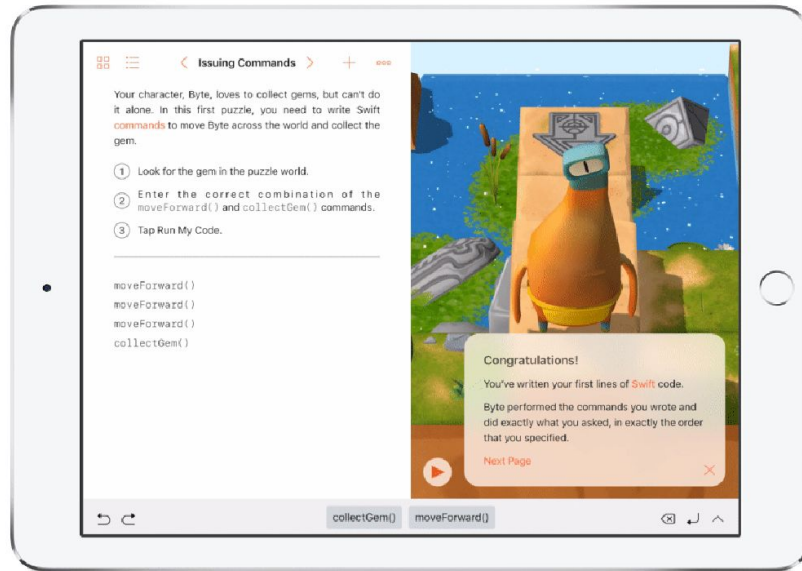 Issuing Commands
Your character, Byte, loves to collect gems, but can't do
it alone. In this first puzzle, you need to write Swift
commands to move Byte across the world and collect the
gem.
1 Look for the gem in the puzzle world.
2 Enter the correct combination of the
moveForward() and collectGem() commands.
3 Tap Run My Code.
moveForward()
moveForward()
moveForward()
collectGem()
Congratulations!
You've written your first lines of Swift code.
Byte performed the commands you wrote and
did exactly what you asked, in exactly the order
that you specified.
Next Page
collectGem() moveForward()